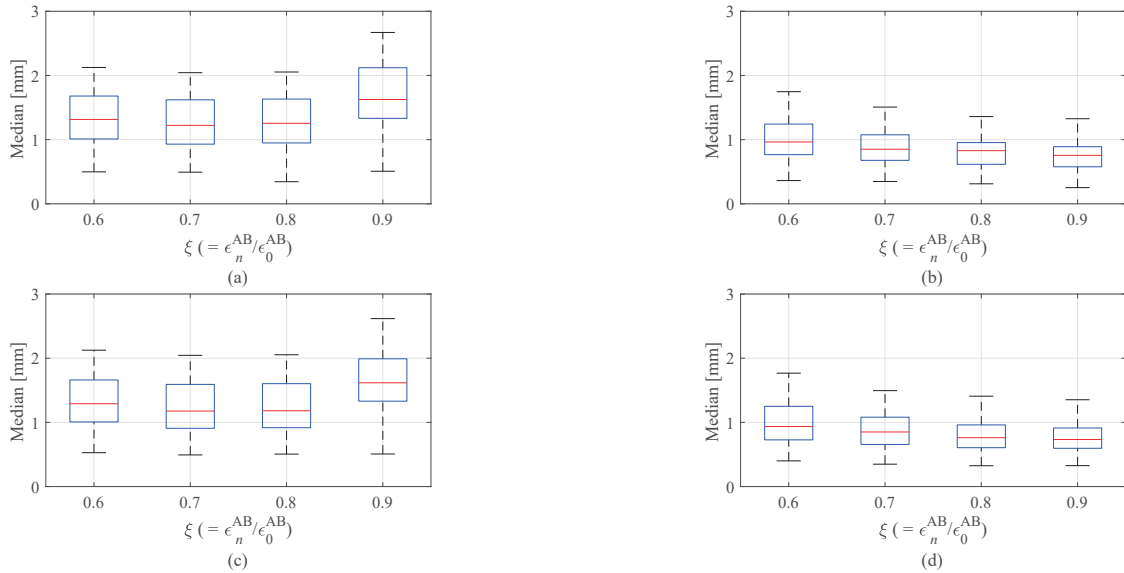 3
2
1
0
Median [mm]
0.6 0.7 0.8 0.9
ξ ( = ϵ_n^AB/ϵ_0^AB)
(a)
3
2
1
0
Median [mm]
0.6 0.7 0.8 0.9
ξ ( = ϵ_n^AB/ϵ_0^AB)
(b)
3
2
1
0
Median [mm]
0.6 0.7 0.8 0.9
ξ ( = ϵ_n^AB/ϵ_0^AB)
(c)
3
2
1
0
Median [mm]
0.6 0.7 0.8 0.9
ξ ( = ϵ_n^AB/ϵ_0^AB)
(d)